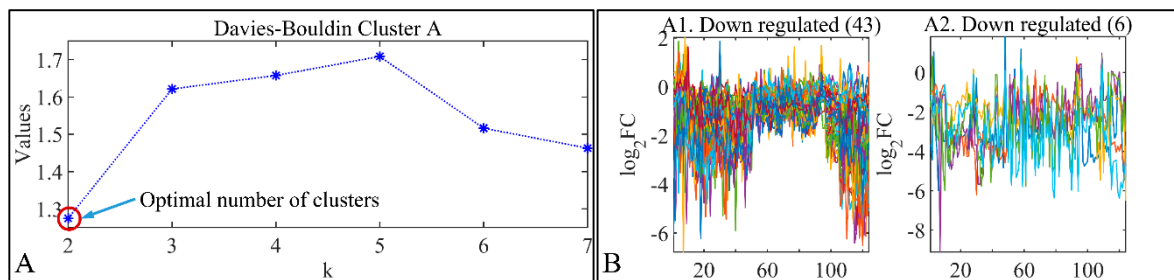 Davies-Bouldin Cluster A
1.7
1.6
1.5
1.4
1.3
Values
Optimal number of clusters
2
3
4
5
6
7
k
A
A1. Down regulated (43)
2
0
-2
-4
-6
log2FC
20
60
100
B
A2. Down regulated (6)
0
-2
-4
-6
-8
log2FC
20
60
100